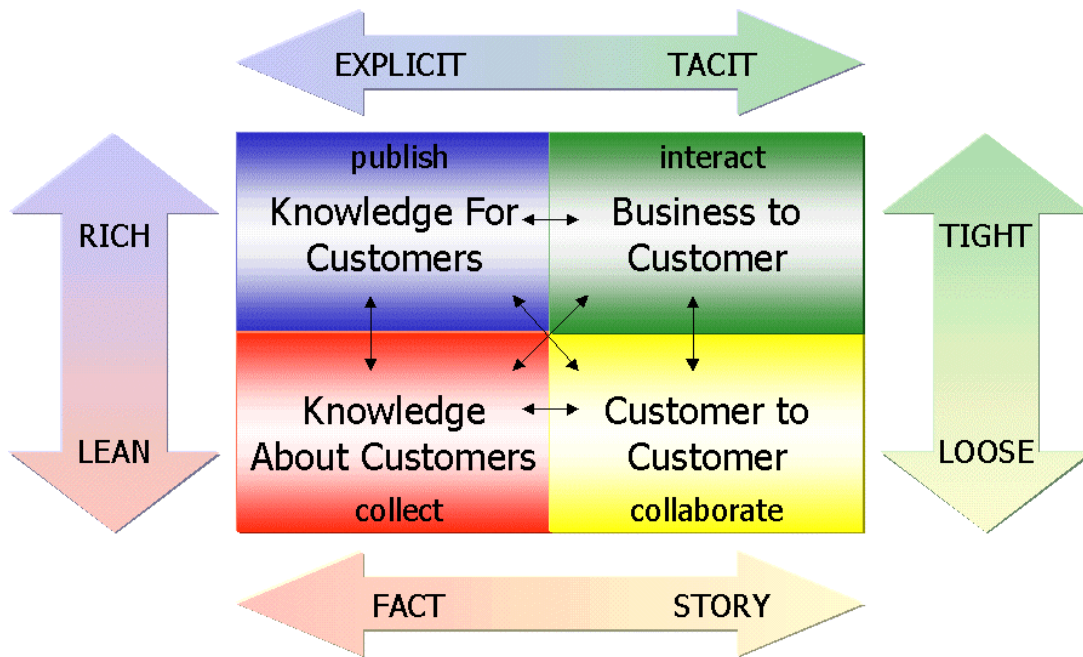 EXPLICIT TACIT
publish interact
Knowledge For Business to
Customers Customer
RICH TIGHT
Knowledge Customer to
About Customers Customer
LEAN LOOSE
collect collaborate
FACT STORY